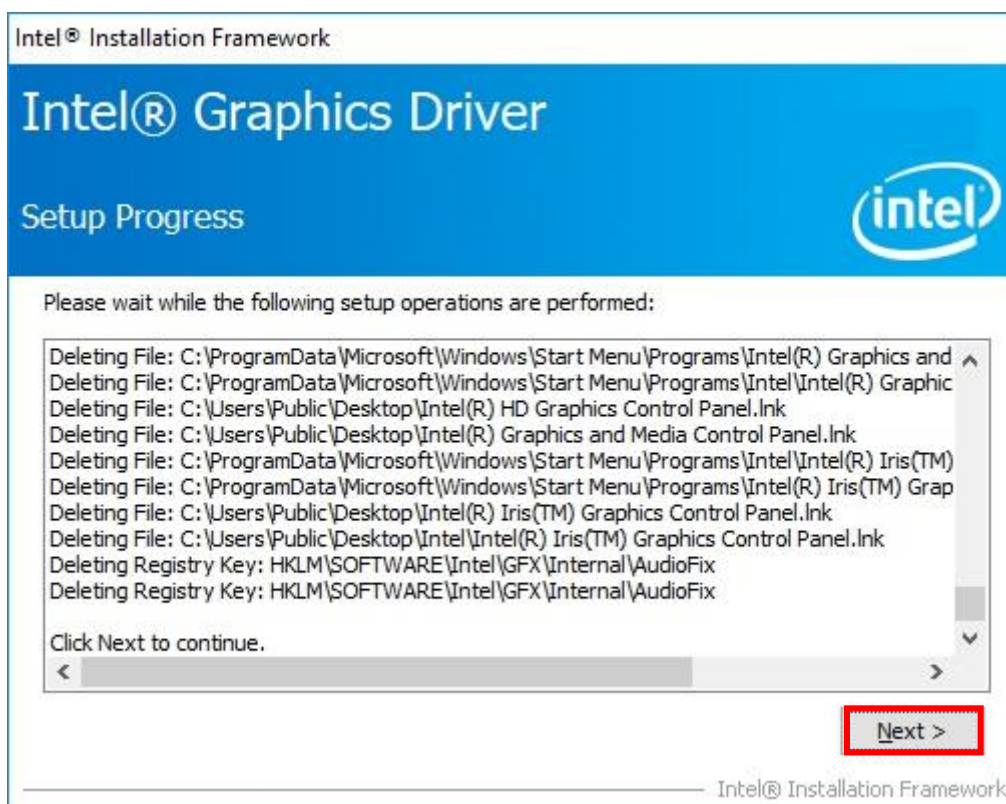 Intel® Installation Framework
Intel® Graphics Driver
Setup Progress
intel
Please wait while the following setup operations are performed:
Deleting File: C:\ProgramData\Microsoft\Windows\Start Menu\Programs\Intel(R) Graphics and
Deleting File: C:\ProgramData\Microsoft\Windows\Start Menu\Programs\Intel\Intel(R) Graphic
Deleting File: C:\Users\Public\Desktop\Intel(R) HD Graphics Control Panel.lnk
Deleting File: C:\Users\Public\Desktop\Intel(R) Graphics and Media Control Panel.lnk
Deleting File: C:\ProgramData\Microsoft\Windows\Start Menu\Programs\Intel\Intel(R) Iris(TM)
Deleting File: C:\ProgramData\Microsoft\Windows\Start Menu\Programs\Intel(R) Iris(TM) Grap
Deleting File: C:\Users\Public\Desktop\Intel(R) Iris(TM) Graphics Control Panel.lnk
Deleting File: C:\Users\Public\Desktop\Intel\Intel(R) Iris(TM) Graphics Control Panel.lnk
Deleting Registry Key: HKLM\SOFTWARE\Intel\GFX\Internal\AudioFix
Deleting Registry Key: HKLM\SOFTWARE\Intel\GFX\Internal\AudioFix
Click Next to continue.
Next >
Intel® Installation Framework